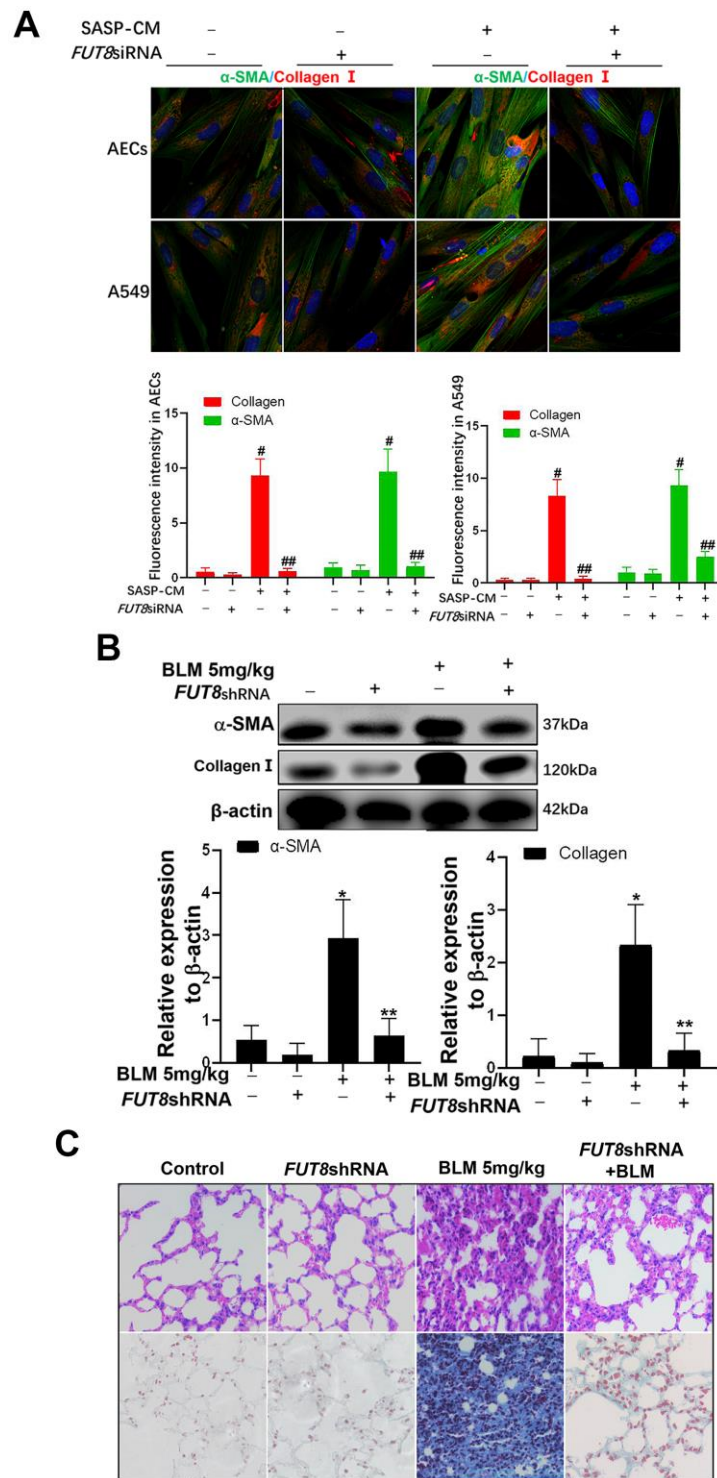 A
SASP-CM – – + +
FUT8siRNA – + – +
α-SMA/Collagen I α-SMA/Collagen I
AECs
A549
Fluorescence intensity in AECs
15
10
5
0
Collagen
α-SMA
# ## # ##
SASP-CM – – + + – – + +
FUT8siRNA – + – + – + – +
Fluorescence intensity in A549
15
10
5
0
Collagen
α-SMA
# ## # ##
SASP-CM – – + + – – + +
FUT8siRNA – + – + – + – +
B
BLM 5mg/kg – – + +
FUT8shRNA – + – +
α-SMA 37kDa
Collagen I 120kDa
β-actin 42kDa
Relative expression
to β-actin
5
4
3
2
1
0
α-SMA
* **
BLM 5mg/kg – – + +
FUT8shRNA – + – +
Relative expression
to β-actin
4
2
0
Collagen
* **
BLM 5mg/kg – – + +
FUT8shRNA – + – +
C
Control FUT8shRNA BLM 5mg/kg FUT8shRNA
+BLM